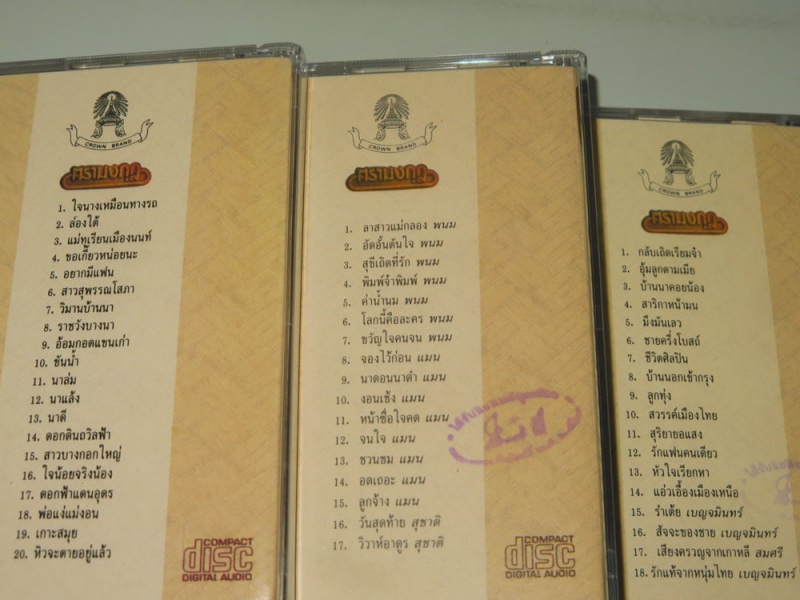 CROWN BRAND
ตรามงกุฎ
1. ใจนางเหมือนทางรถ
2. ล่องใต้
3. แม่ทุเรียนเมืองนนท์
4. ขอเกี้ยวหน่อยนะ
5. อยากมีแฟน
6. สาวสุพรรณโสภา
7. วิมานบ้านนา
8. ราชวังบางนา
9. อ้อมกอดแขนเก่า
10. ขันน้ำ
11. นาล่ม
12. นาแล้ง
13. นาดี
14. ดอกดินถวิลฟ้า
15. สาวบางกอกใหญ่
16. ใจน้อยจริงน้อง
17. ดอกฟ้าแดนอุดร
18. พ่อแง่แม่งอน
19. เกาะสมุย
20. หิวจะตายอยู่แล้ว
COMPACT
disc
DIGITAL AUDIO
CROWN BRAND
ตรามงกุฎ
1. ลาสาวแม่กลอง พนม
2. อัดอั้นตันใจ พนม
3. สุขีเถิดที่รัก พนม
4. พิมพ์จำพิมพ์ พนม
5. ค่ำน้ำนม พนม
6. โลกนี้คือละคร พนม
7. ขวัญใจคนจน พนม
8. จองไว้ก่อน แมน
9. นาดอนนาดำ แมน
10. งอนเช้ง แมน
11. หน้าชื่อใจคด แมน
12. จนใจ แมน
13. ชวนชม แมน
14. อดเถอะ แมน
15. ลูกจ้าง แมน
16. วันสุดท้าย สุชาติ
17. วิวาห์อาดูร สุชาติ
COMPACT
disc
DIGITAL AUDIO
CROWN BRAND
ตรามงกุฎ
1. กลับเถิดเรียมจ๋า
2. อุ้มลูกตามเมีย
3. บ้านนาคอยน้อง
4. สาริกาหน้ามน
5. มึงมันเลว
6. ชายครึ่งโบสถ์
7. ชีวิตศิลปิน
8. บ้านนอกเข้ากรุง
9. ลูกทุ่ง
10. สวรรค์เมืองไทย
11. สุริยายอแสง
12. รักแฟนคนเดียว
13. หัวใจเรียกหา
14. แอ่วเอื้องเมืองเหนือ
15. รำเต้ย เบญจมินทร์
16. สัจจะของชาย เบญจมินทร์
17. เสียงครวญจากเกาหลี สมศรี
18. รักแท้จากหนุ่มไทย เบญจมินทร์